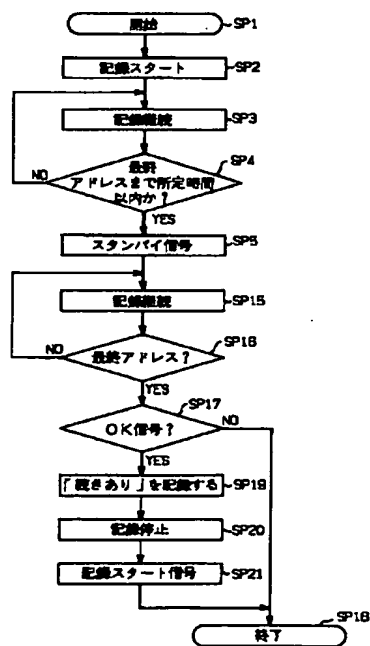 開始
SP1
記録スタート
SP2
記録継続
SP3
最終
アドレスまで所定時間
以内か?
SP4
NO
YES
スタンバイ信号
SP5
記録継続
SP15
最終アドレス?
SP16
NO
YES
OK信号?
SP17
NO
YES
「続きあり」を記録する
SP19
記録停止
SP20
記録スタート信号
SP21
終了
SP18